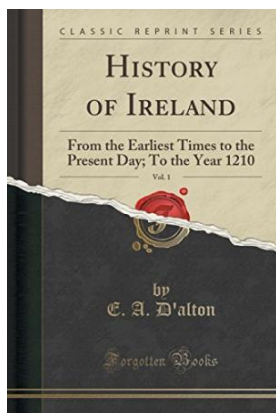 CLASSIC REPRINT SERIES
HISTORY
OF IRELAND
From the Earliest Times to the
Present Day; To the Year 1210
Vol. 1
by
E. A. D'alton
Forgotten Books